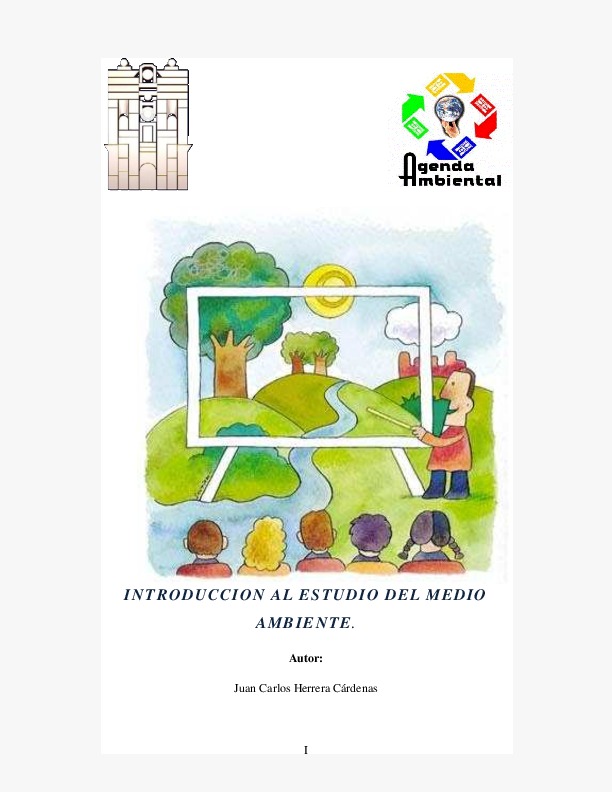 Agenda
Ambiental
INTRODUCCION AL ESTUDIO DEL MEDIO
AMBIENTE.
Autor:
Juan Carlos Herrera Cárdenas
I